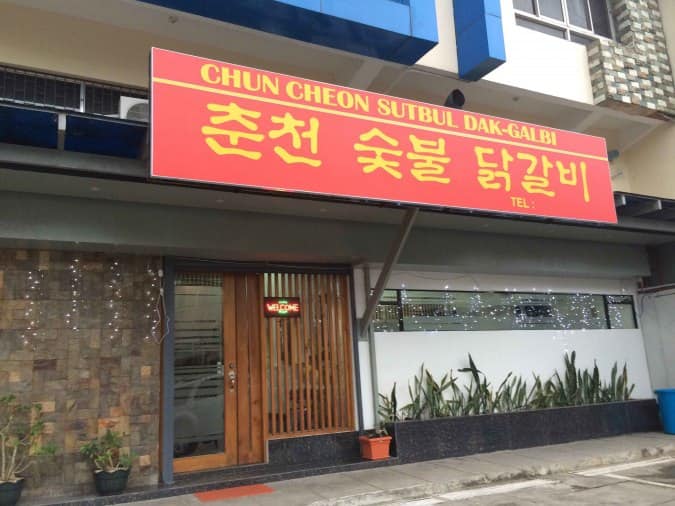 CHUN CHEON SUTBUL DAK-GALBI
춘천 숯불 닭갈비
TEL :
WELCOME